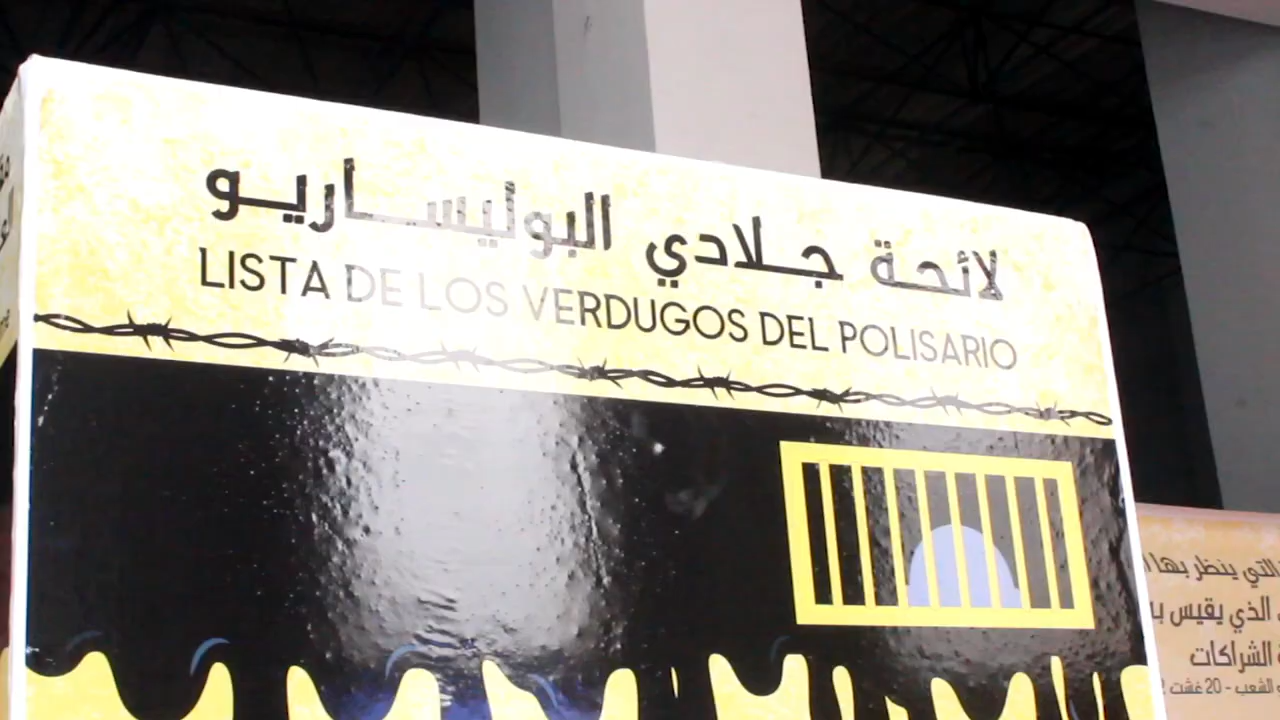 لائحة جلادي البوليساريو
LISTA DE LOS VERDUGOS DEL POLISARIO
التي ينظر بها
الذي يقيس
الشراكات
الشعب - 20 غشت